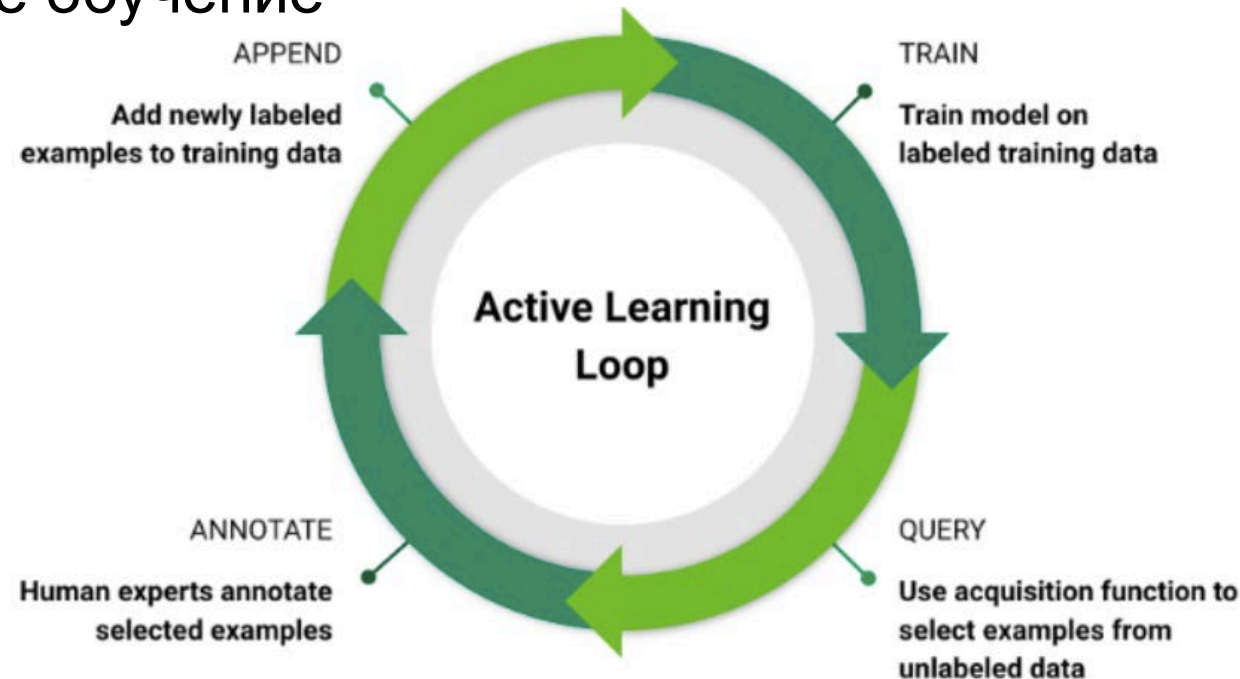 обучение
APPEND
Add newly labeled
examples to training data
TRAIN
Train model on
labeled training data
Active Learning
Loop
ANNOTATE
Human experts annotate
selected examples
QUERY
Use acquisition function to
select examples from
unlabeled data